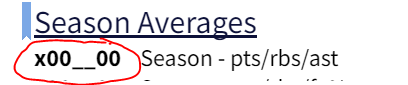 Season Averages
x00__00 Season - pts/rbs/ast